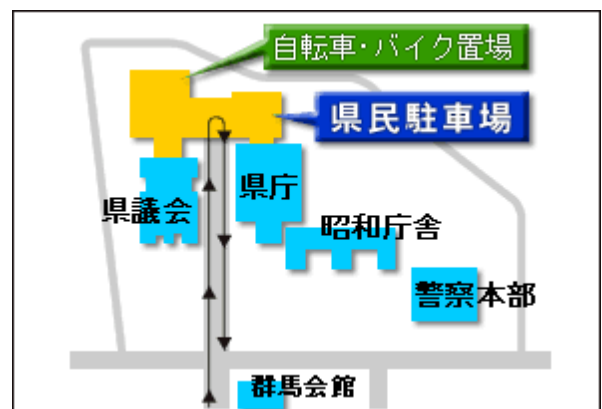 自転車・バイク置場
県民駐車場
県議会
県庁
昭和庁舎
警察本部
群馬会館